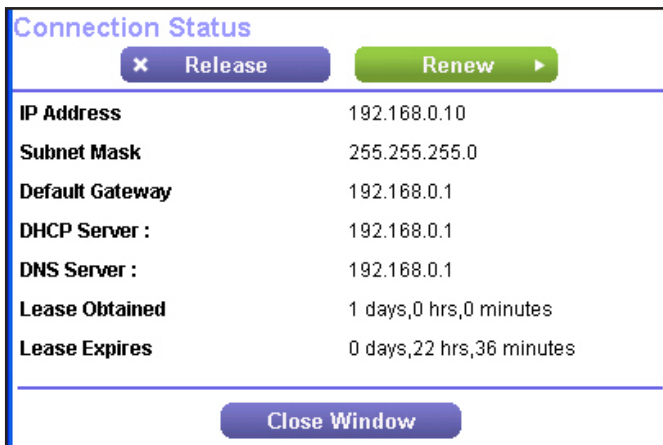 Connection Status
Release
Renew
IP Address 192.168.0.10
Subnet Mask 255.255.255.0
Default Gateway 192.168.0.1
DHCP Server : 192.168.0.1
DNS Server : 192.168.0.1
Lease Obtained 1 days,0 hrs,0 minutes
Lease Expires 0 days,22 hrs,36 minutes
Close Window